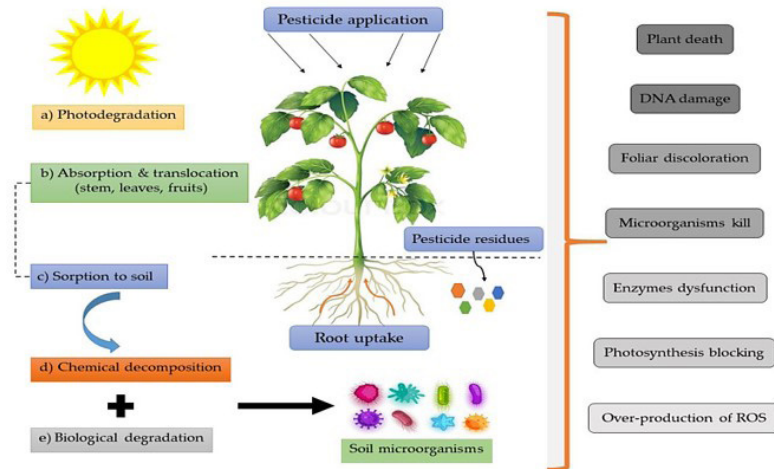 Pesticide application
a) Photodegradation
b) Absorption & translocation
(stem, leaves, fruits)
c) Sorption to soil
d) Chemical decomposition
e) Biological degradation
Pesticide residues
Root uptake
Soil microorganisms
Plant death
DNA damage
Foliar discoloration
Microorganisms kill
Enzymes dysfunction
Photosynthesis blocking
Over-production of ROS